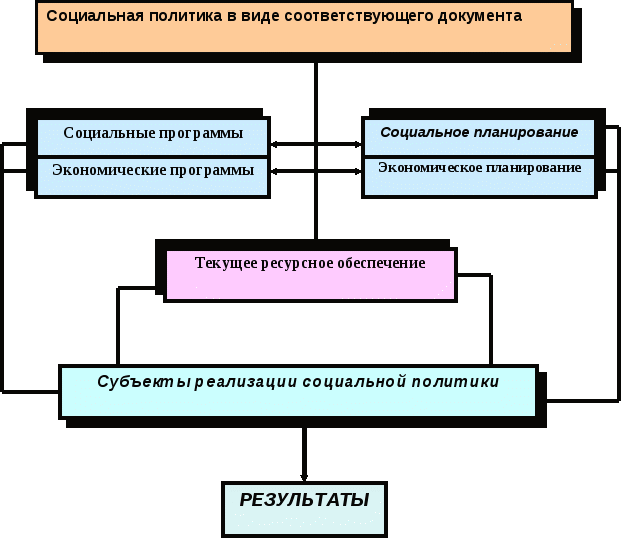 Социальная политика в виде соответствующего документа
Социальные программы
Социальное планирование
Экономические программы
Экономическое планирование
Текущее ресурсное обеспечение
Субъекты реализации социальной политики
РЕЗУЛЬТАТЫ